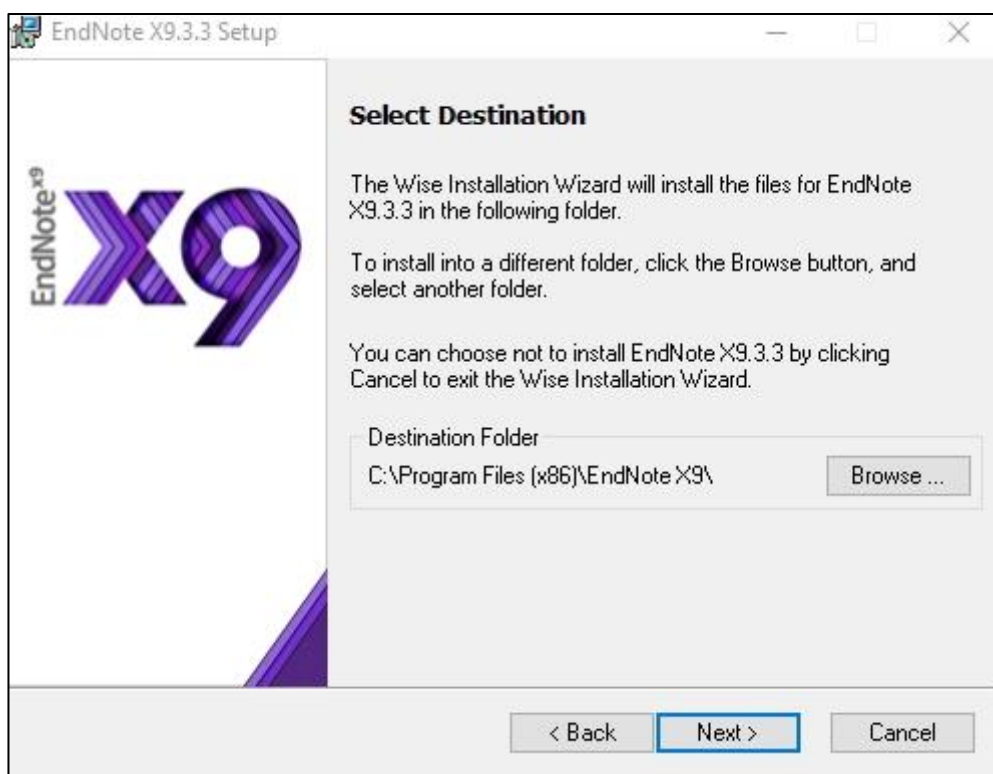 EndNote X9.3.3 Setup
EndNote x9
X9
Select Destination
The Wise Installation Wizard will install the files for EndNote
X9.3.3 in the following folder.
To install into a different folder, click the Browse button, and
select another folder.
You can choose not to install EndNote X9.3.3 by clicking
Cancel to exit the Wise Installation Wizard.
Destination Folder
C:\Program Files (x86)\EndNote X9\
Browse ...
< Back
Next >
Cancel